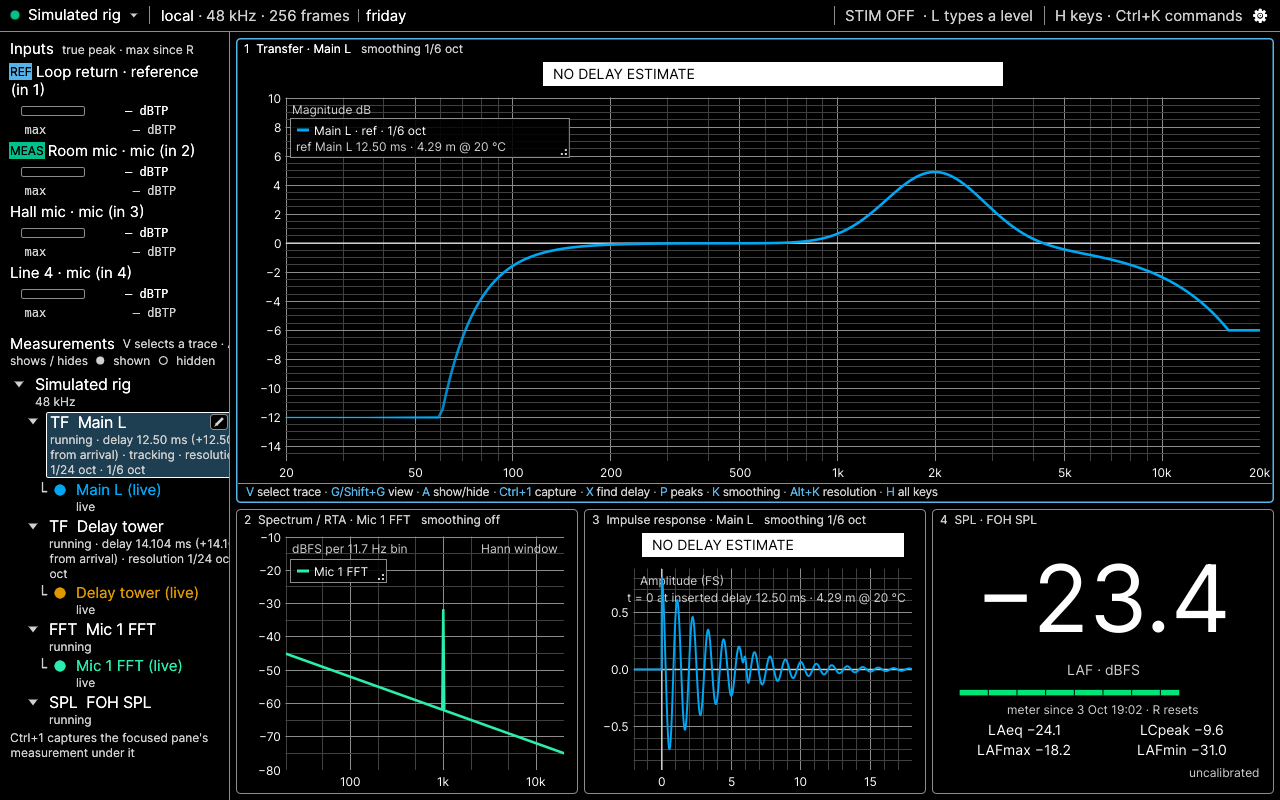 Simulated rig local · 48 kHz · 256 frames friday STIM OFF · L types a level H keys · Ctrl+K commands
Inputs true peak · max since R
REF Loop return · reference
(in 1)
– dBTP
max – dBTP
MEAS Room mic · mic (in 2)
– dBTP
max – dBTP
Hall mic · mic (in 3)
– dBTP
max – dBTP
Line 4 · mic (in 4)
– dBTP
max – dBTP
Measurements V selects a trace ·
shows / hides shown hidden
Simulated rig
48 kHz
TF Main L
running · delay 12.50 ms (+12.50
from arrival) · tracking ·
1/24 oct · 1/6 oct
Main L (live)
live
TF Delay tower
running · delay 14.104 ms (+14.1
from arrival) · resolution 1/24 oc
oct
Delay tower (live)
live
FFT Mic 1 FFT
running
Mic 1 FFT (live)
live
SPL FOH SPL
running
Ctrl+1 captures the focused pane's
measurement under it
1 Transfer · Main L smoothing 1/6 oct
NO DELAY ESTIMATE
Magnitude dB
Main L · ref · 1/6 oct
ref Main L 12.50 ms · 4.29 m @ 20 °C
10
8
6
4
2
0
−2
−4
−6
−8
−10
−12
−14
20 50 100 200 500 1k 2k 5k 10k 20k
V select trace · G/Shift+G view · A show/hide · Ctrl+1 capture · X find delay · P peaks · K smoothing · Alt+K resolution · H all keys
2 Spectrum / RTA · Mic 1 FFT smoothing off
dBFS per 11.7 Hz bin Hann window
Mic 1 FFT
−10
−20
−30
−40
−50
−60
−70
−80
100 1k 10k
3 Impulse response · Main L smoothing 1/6 oct
NO DELAY ESTIMATE
Amplitude (FS)
t = 0 at inserted delay 12.50 ms · 4.29 m @ 20 °C
0.5
0.0
−0.5
0 5 10 15
4 SPL · FOH SPL
−23.4
LAF · dBFS
meter since 3 Oct 19:02 · R resets
LAeq −24.1 LCpeak −9.6
LAFmax −18.2 LAFmin −31.0
uncalibrated